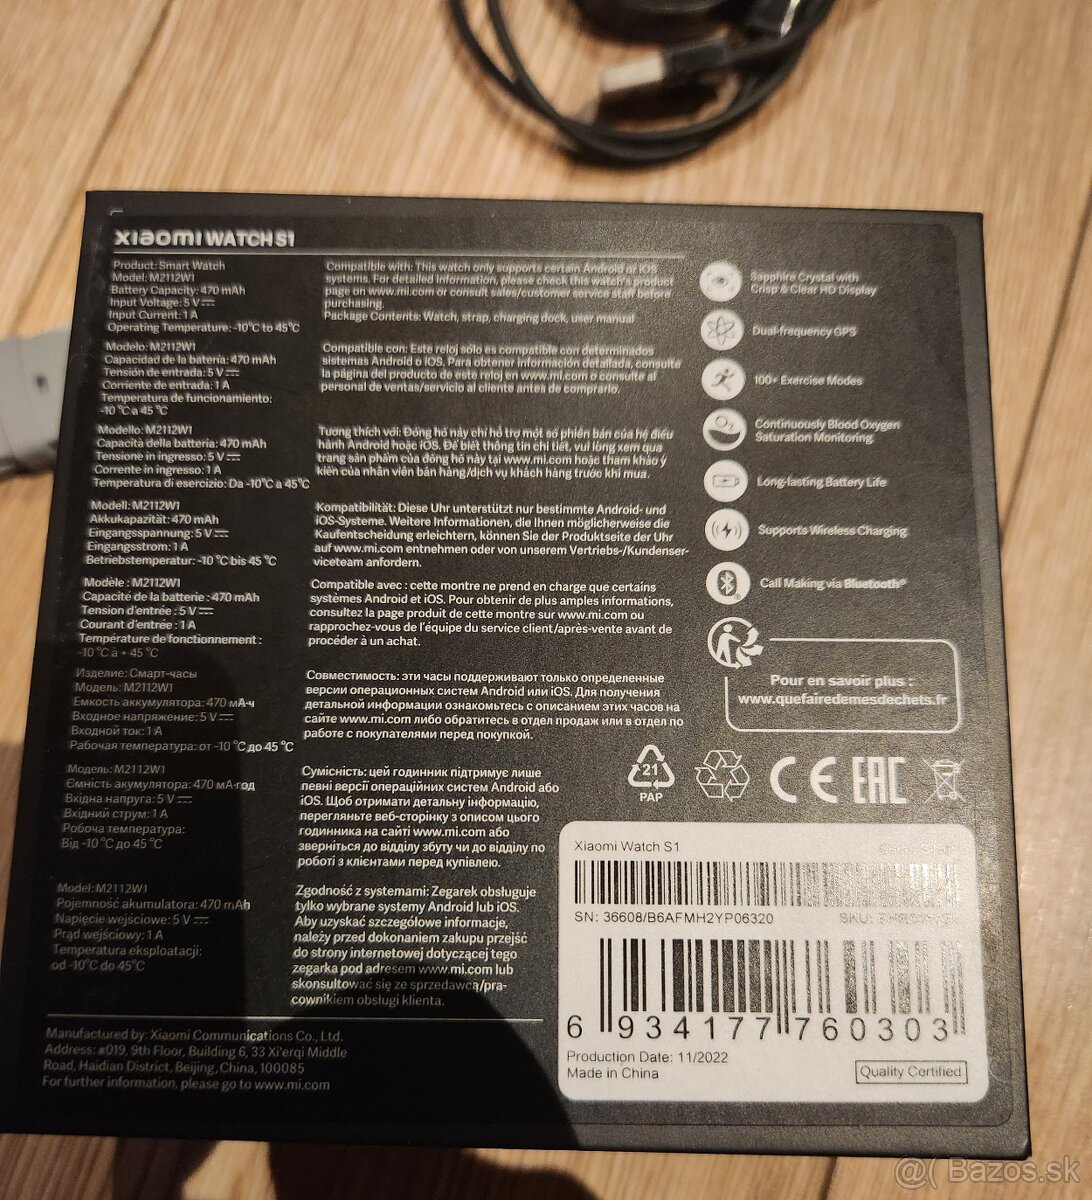 xiaomi WATCH S1
Product: Smart Watch
Model: M2112W1
Battery Capacity: 470 mAh
Input Voltage: 5 V
Input Current: 1 A
Operating Temperature: -10°C to 45°C
Compatible with: This watch only supports certain Android or iOS
systems. For detailed information, please check this watch's product
page on www.mi.com or consult sales/customer service staff before
purchasing.
Package Contents: Watch, strap, charging dock, user manual
Modelo: M2112W1
Capacidad de la batería: 470 mAh
Tensión de entrada: 5 V
Corriente de entrada: 1 A
Temperatura de funcionamiento:
-10 °C a 45 °C
Compatible con: Este reloj sólo es compatible con determinados
sistemas Android o iOS. Para obtener información detallada, consulte
la página del producto de este reloj en www.mi.com o consulte al
personal de ventas/servicio al cliente antes de comprarlo.
Modello: M2112W1
Capacità della batteria: 470 mAh
Tensione in ingresso: 5 V
Corrente in ingresso: 1 A
Temperatura di esercizio: Da -10°C a 45°C
Tương thích với: Đồng hồ này chỉ hỗ trợ một số phiên bản của hệ điều
hành Android hoặc iOS. Để biết thông tin chi tiết, vui lòng xem qua
trang sản phẩm của đồng hồ này tại www.mi.com hoặc tham khảo ý
kiến của nhân viên bán hàng/dịch vụ khách hàng trước khi mua.
Modell: M2112W1
Akkukapazität: 470 mAh
Eingangsspannung: 5 V
Eingangsstrom: 1 A
Betriebstemperatur: -10 °C bis 45 °C
Kompatibilität: Diese Uhr unterstützt nur bestimmte Android- und
iOS-Systeme. Weitere Informationen, die Ihnen möglicherweise die
Kaufentscheidung erleichtern, können Sie der Produktseite der Uhr
auf www.mi.com entnehmen oder von unserem Vertriebs-/Kundenser-
viceteam anfordern.
Modèle : M2112W1
Capacité de la batterie : 470 mAh
Tension d'entrée : 5 V
Courant d'entrée : 1 A
Température de fonctionnement :
-10 °C à + 45 °C
Compatible avec : cette montre ne prend en charge que certains
systèmes Android et iOS. Pour obtenir de plus amples informations,
consultez la page produit de cette montre sur www.mi.com ou
rapprochez-vous de l'équipe du service client/après-vente avant de
procéder à un achat.
Изделие: Смарт-часы
Модель: M2112W1
Емкость аккумулятора: 470 мА·ч
Входное напряжение: 5 V
Входной ток: 1 A
Рабочая температура: от -10 °C до 45 °C
Совместимость: эти часы поддерживают только определенные
версии операционных систем Android или iOS. Для получения
детальной информации ознакомьтесь с описанием этих часов на
сайте www.mi.com либо обратитесь в отдел продаж или в отдел по
работе с покупателями перед покупкой.
Модель: M2112W1
Ємність акумулятора: 470 мА·год
Вхідна напруга: 5 V
Вхідний струм: 1 A
Робоча температура:
Від -10 °C до 45 °C
Сумісність: цей годинник підтримує лише
певні версії операційних систем Android або
iOS. Щоб отримати детальну інформацію,
перегляньте веб-сторінку з описом цього
годинника на сайті www.mi.com або
зверніться до відділу збуту чи до відділу по
роботі з клієнтами перед купівлею.
Model: M2112W1
Pojemność akumulatora: 470 mAh
Napięcie wejściowe: 5 V
Prąd wejściowy: 1 A
Temperatura eksploatacji:
od -10°C do 45°C
Zgodność z systemami: Zegarek obsługuje
tylko wybrane systemy Android lub iOS.
Aby uzyskać szczegółowe informacje,
należy przed dokonaniem zakupu przejść
do strony internetowej dotyczącej tego
zegarka pod adresem www.mi.com lub
skonsultować się ze sprzedawcą/pra-
cownikiem obsługi klienta.
Manufactured by: Xiaomi Communications Co., Ltd.
Address: #019, 9th Floor, Building 6, 33 Xi'erqi Middle
Road, Haidian District, Beijing, China, 100085
For further information, please go to www.mi.com
Sapphire Crystal with
Crisp & Clear HD Display
Dual-frequency GPS
100+ Exercise Modes
Continuously Blood Oxygen
Saturation Monitoring
Long-lasting Battery Life
Supports Wireless Charging
Call Making via Bluetooth®
Pour en savoir plus :
www.quefairedemesdechets.fr
21
PAP
CE EAC
Xiaomi Watch S1
SN: 36608/B6AFMH2YP06320
SKU:
6 934177 760303
Production Date: 11/2022
Made in China
Quality Certified
@( Bazos.sk